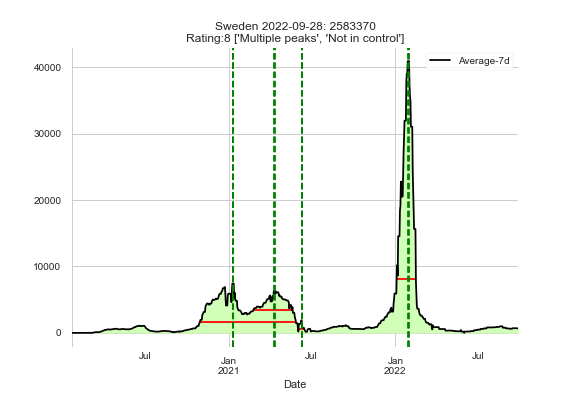 Sweden 2022-09-28: 2583370
Rating:8 ['Multiple peaks', 'Not in control']
Average-7d
40000
30000
20000
10000
0
Jul
Jan
2021
Jul
Jan
2022
Jul
Date